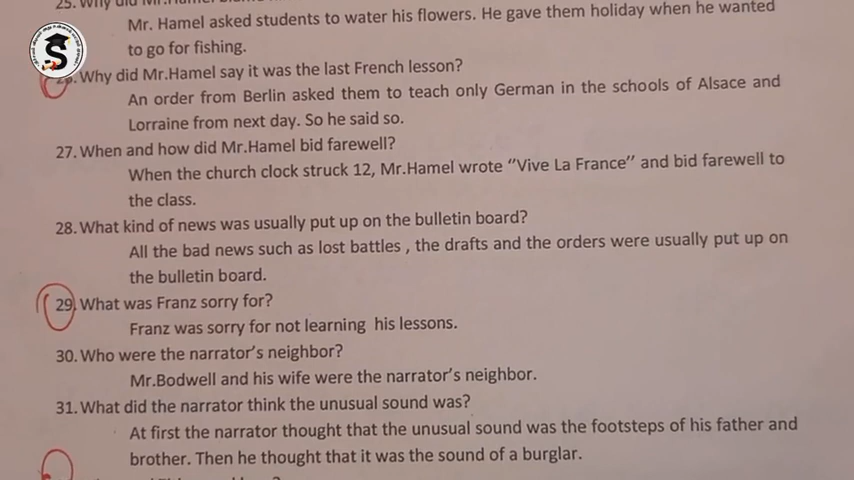 25. Why did Mr.Hamel
Mr. Hamel asked students to water his flowers. He gave them holiday when he wanted
to go for fishing.
Why did Mr.Hamel say it was the last French lesson?
An order from Berlin asked them to teach only German in the schools of Alsace and
Lorraine from next day. So he said so.
27. When and how did Mr.Hamel bid farewell?
When the church clock struck 12, Mr.Hamel wrote “Vive La France” and bid farewell to
the class.
28. What kind of news was usually put up on the bulletin board?
All the bad news such as lost battles , the drafts and the orders were usually put up on
the bulletin board.
29. What was Franz sorry for?
Franz was sorry for not learning his lessons.
30. Who were the narrator’s neighbor?
Mr.Bodwell and his wife were the narrator’s neighbor.
31. What did the narrator think the unusual sound was?
At first the narrator thought that the unusual sound was the footsteps of his father and
brother. Then he thought that it was the sound of a burglar.